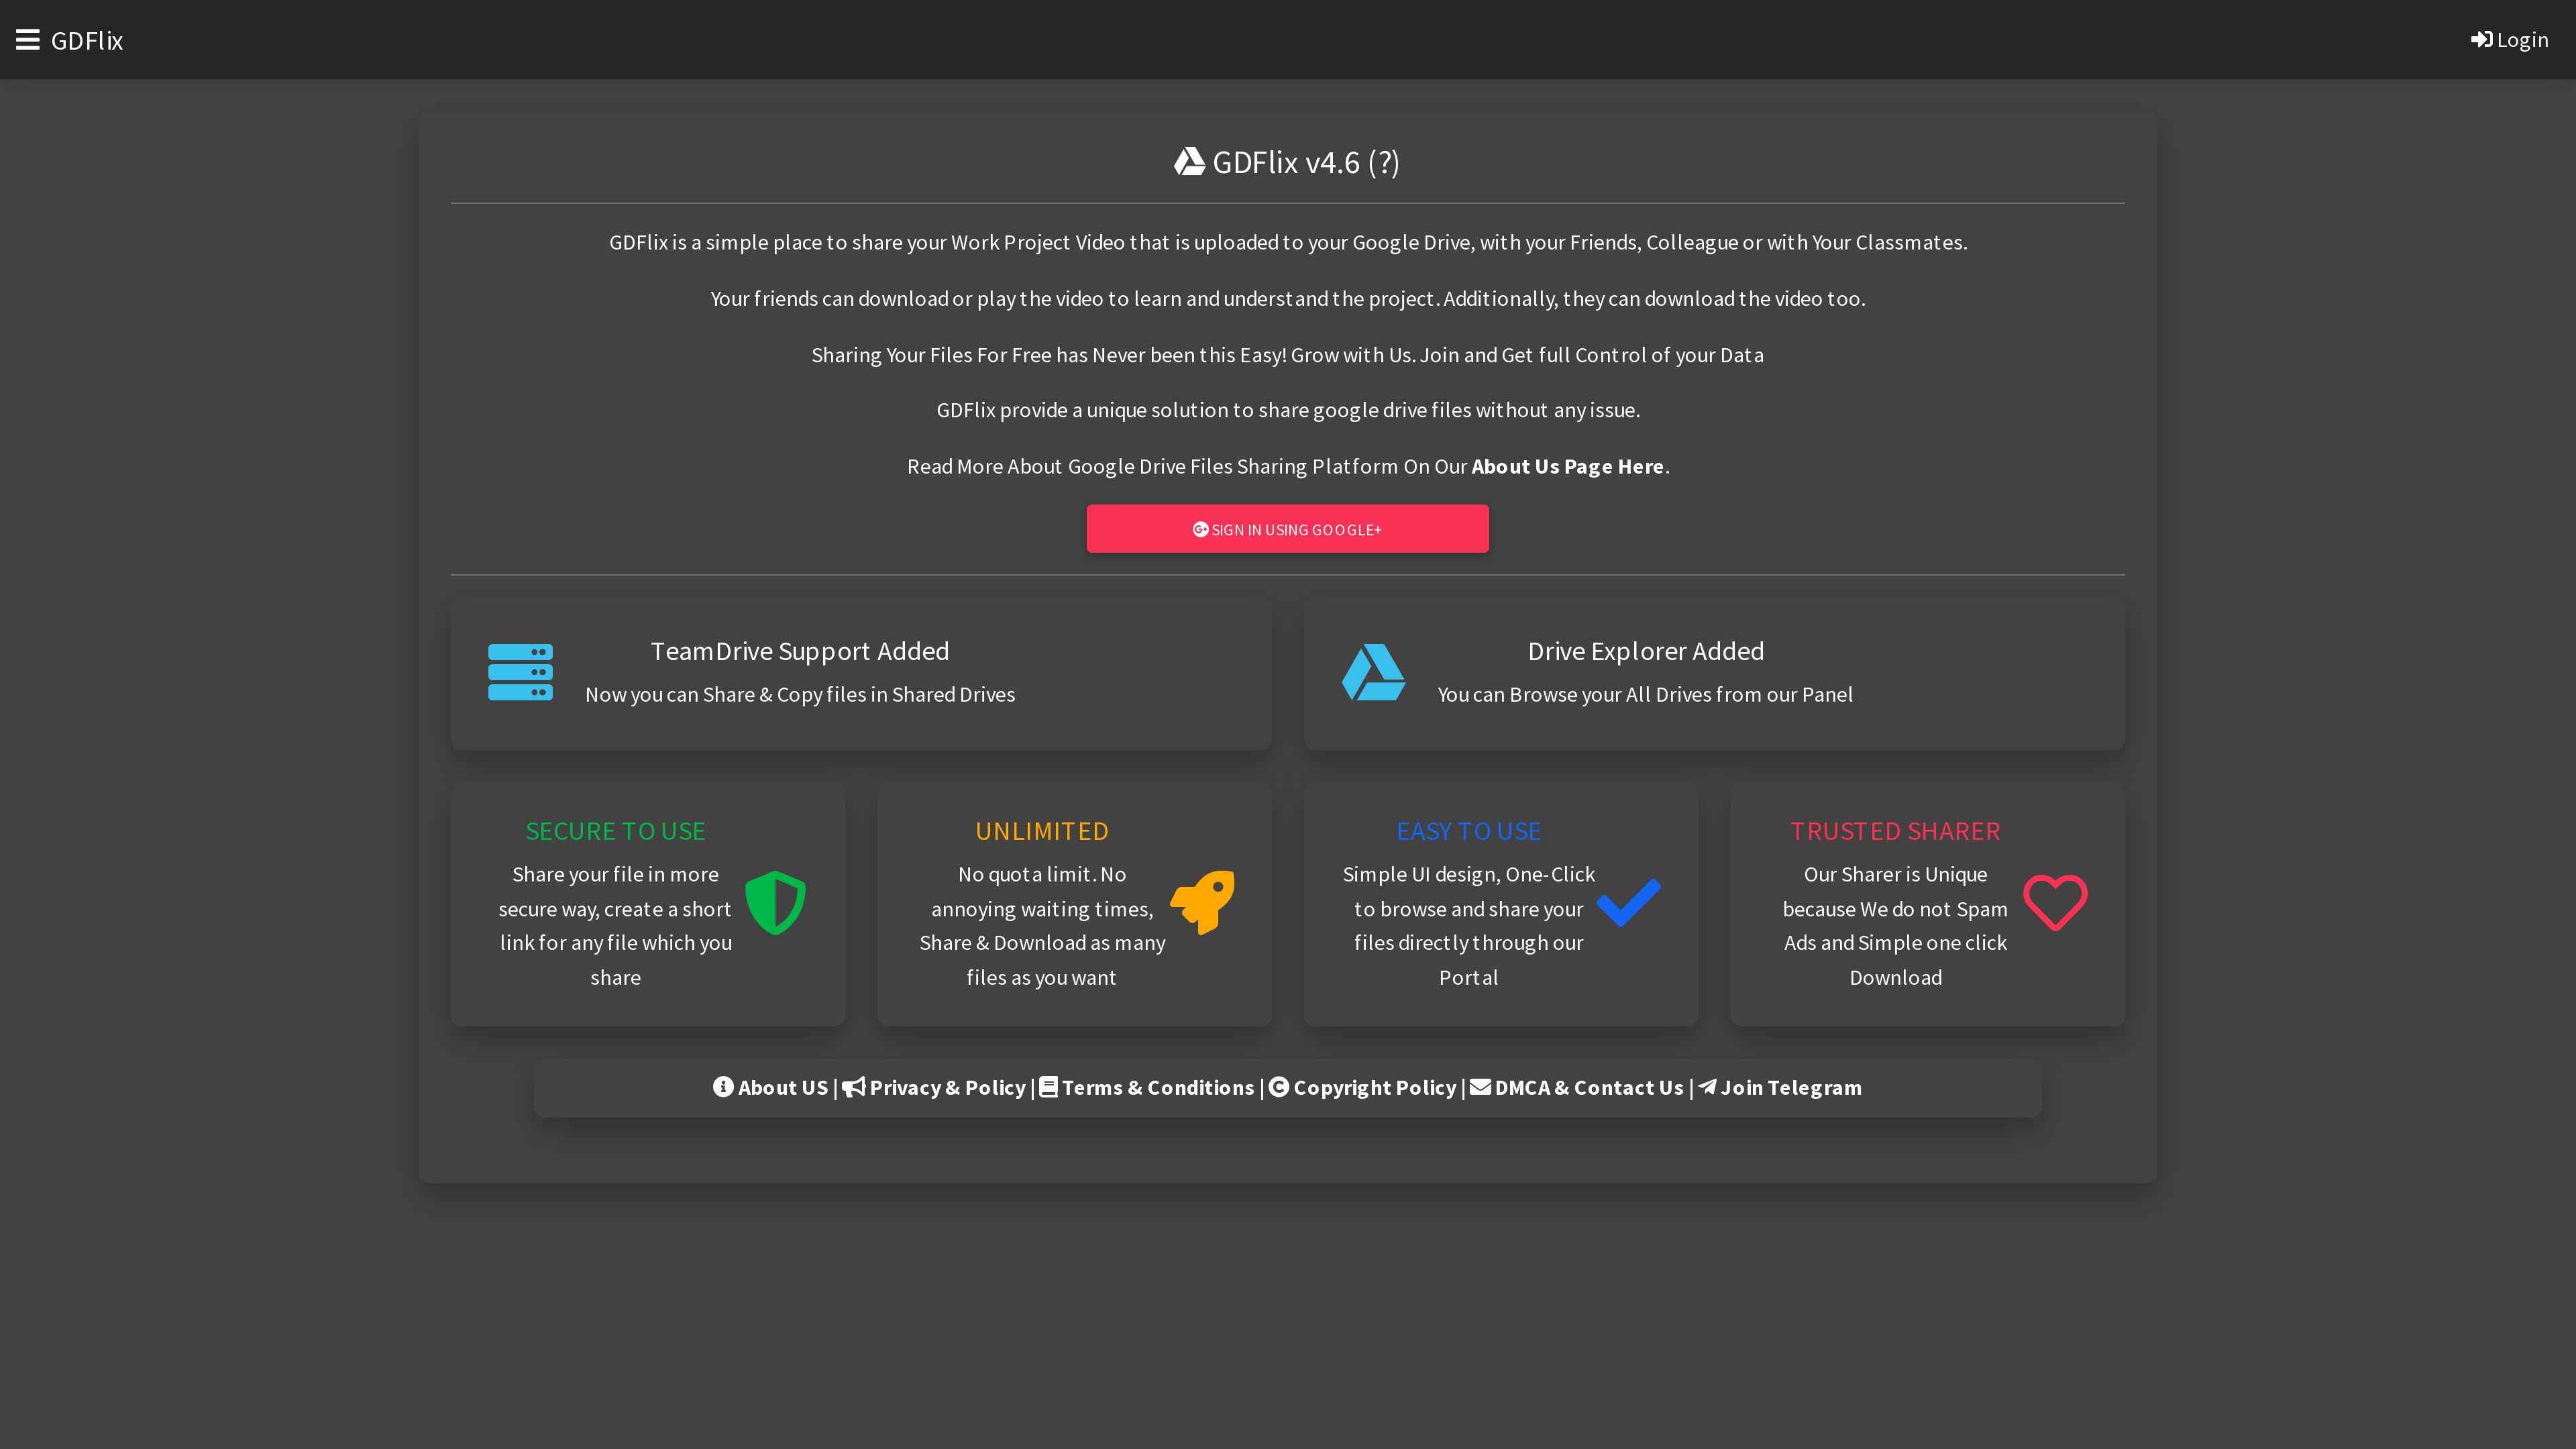 GDFlix
Login
GDFlix v4.6 (?)
GDFlix is a simple place to share your Work Project Video that is uploaded to your Google Drive, with your Friends, Colleague or with Your Classmates.
Your friends can download or play the video to learn and understand the project. Additionally, they can download the video too.
Sharing Your Files For Free has Never been this Easy! Grow with Us. Join and Get full Control of your Data
GDFlix provide a unique solution to share google drive files without any issue.
Read More About Google Drive Files Sharing Platform On Our About Us Page Here.
SIGN IN USING GOOGLE+
TeamDrive Support Added
Now you can Share & Copy files in Shared Drives
Drive Explorer Added
You can Browse your All Drives from our Panel
SECURE TO USE
Share your file in more
secure way, create a short
link for any file which you
share
UNLIMITED
No quota limit. No
annoying waiting times,
Share & Download as many
files as you want
EASY TO USE
Simple UI design, One-Click
to browse and share your
files directly through our
Portal
TRUSTED SHARER
Our Sharer is Unique
because We do not Spam
Ads and Simple one click
Download
About US | Privacy & Policy | Terms & Conditions | Copyright Policy | DMCA & Contact Us | Join Telegram